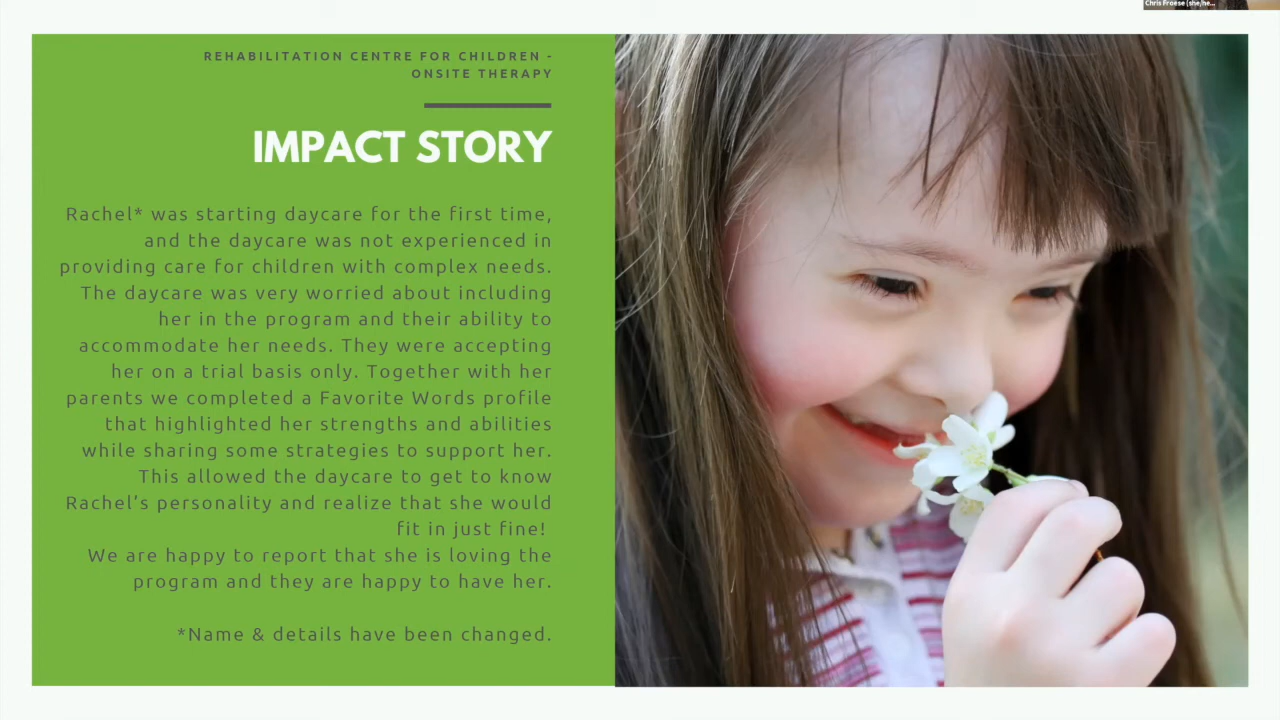 Chris Froese (she/he...
REHABILITATION CENTRE FOR CHILDREN -
ONSITE THERAPY
IMPACT STORY
Rachel* was starting daycare for the first time,
and the daycare was not experienced in
providing care for children with complex needs.
The daycare was very worried about including
her in the program and their ability to
accommodate her needs. They were accepting
her on a trial basis only. Together with her
parents we completed a Favorite Words profile
that highlighted her strengths and abilities
while sharing some strategies to support her.
This allowed the daycare to get to know
Rachel's personality and realize that she would
fit in just fine!
We are happy to report that she is loving the
program and they are happy to have her.
*Name & details have been changed.